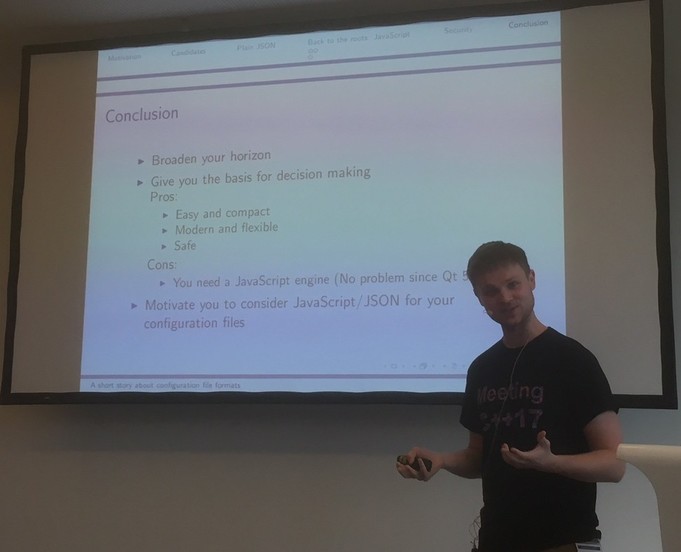 Motivation Candidates Plain JSON Back to the roots: JavaScript Security Conclusion
Conclusion
▸ Broaden your horizon
▸ Give you the basis for decision making
Pros:
▸ Easy and compact
▸ Modern and flexible
▸ Safe
Cons:
▸ You need a JavaScript engine (No problem since Qt 5
▸ Motivate you to consider JavaScript/JSON for your
configuration files
A short story about configuration file formats
Meeting
C++17